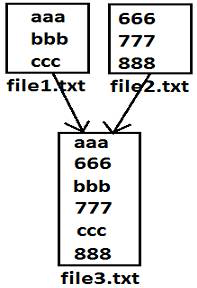 aaa
bbb
ccc
file1.txt
666
777
888
file2.txt
aaa
666
bbb
777
ccc
888
file3.txt